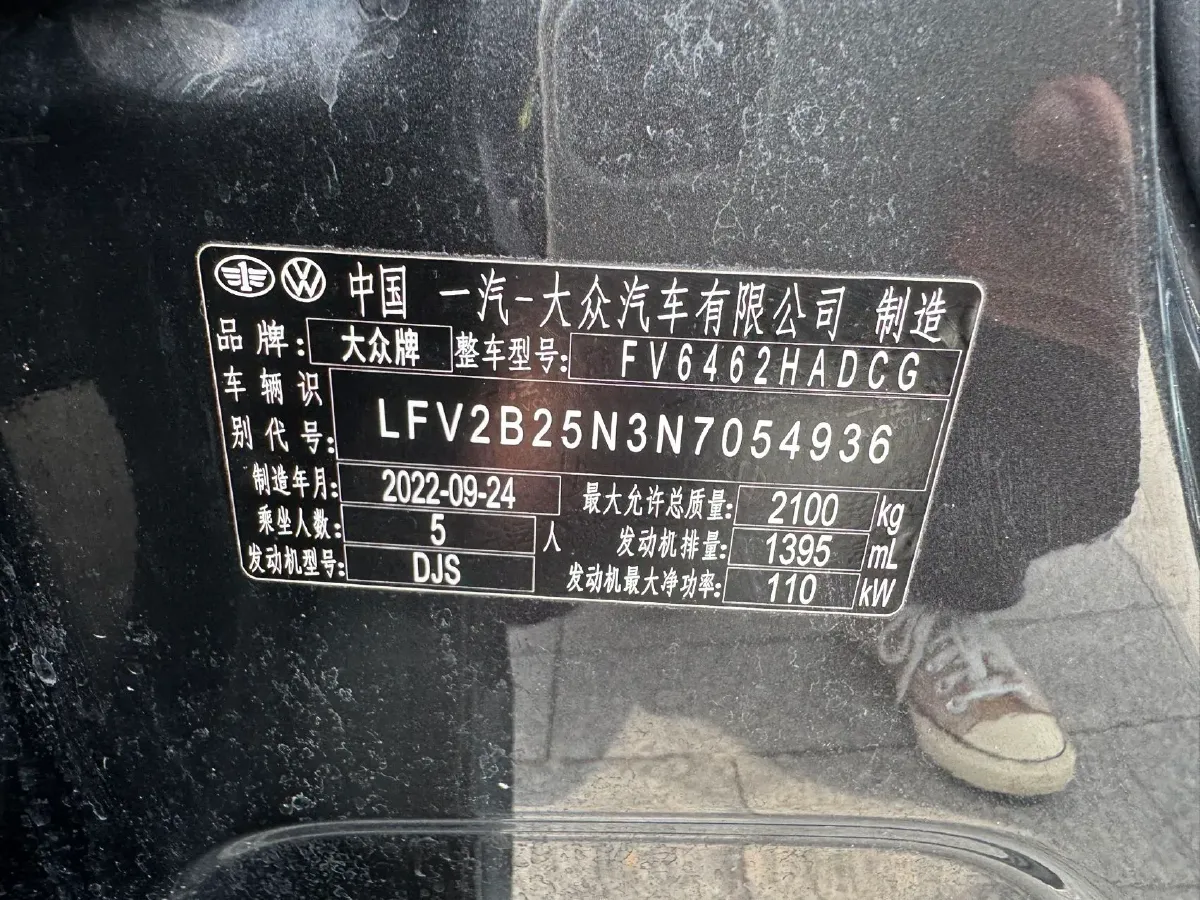 中国 一汽-大众汽车有限公司 制造
品牌: 大众牌 整车型号: FV6462HADCG
车辆识别代号: LFV2B25N3N7054936
制造年月: 2022-09-24 最大允许总质量: 2100 kg
乘坐人数: 5 人 发动机排量: 1395 mL
发动机型号: DJS 发动机最大净功率: 110 kW